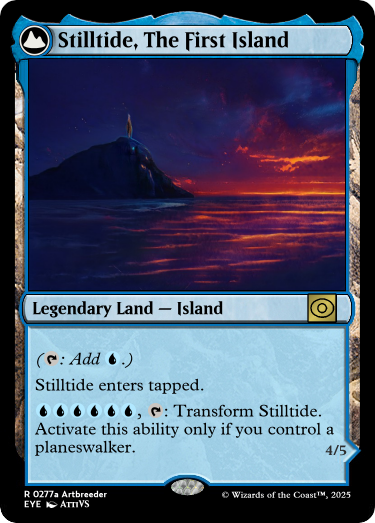 Stilltide, The First Island
Legendary Land — Island
(: Add .)
Stilltide enters tapped.
, : Transform Stilltide.
Activate this ability only if you control a
planeswalker.
4/5
R 0277a Artbreeder
EYE AttiVS
© Wizards of the Coast™, 2025